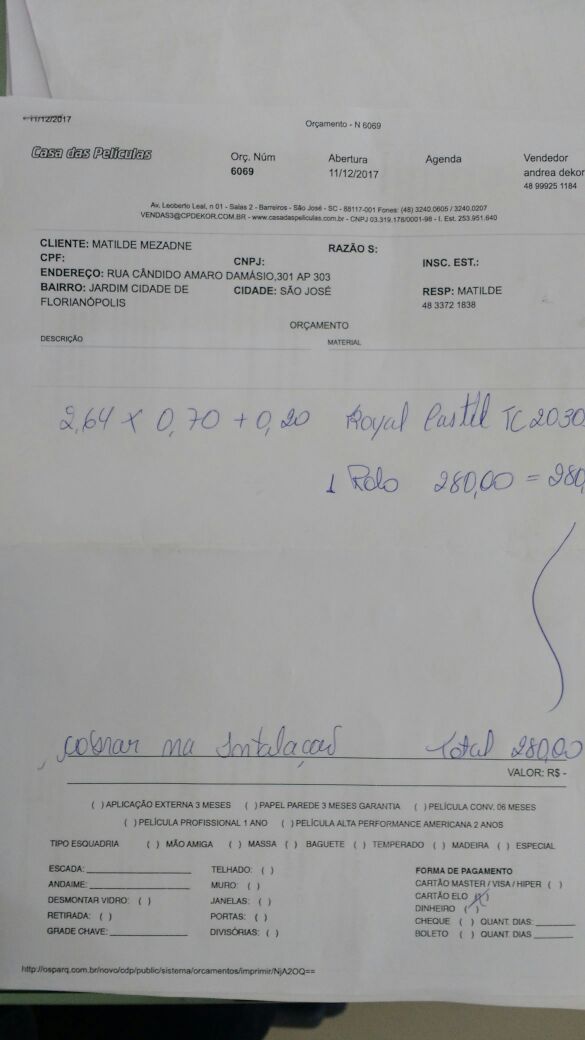 11/12/2017
Orçamento - N 6069
Casa das Películas
Orç. Núm Abertura Agenda Vendedor
6069 11/12/2017 andrea dekor
48 99925 1184
Av. Leoberto Leal, n 01 - Salas 2 - Barreiros - São José - SC - 88117-001 Fones: (48) 3240.0605 / 3240.0207
VENDAS3@CPDEKOR.COM.BR - www.casadaspeliculas.com.br - CNPJ 03.319.178/0001-98 - I. Est. 253.951.640
CLIENTE: MATILDE MEZADNE RAZÃO S:
CPF: CNPJ: INSC. EST.:
ENDEREÇO: RUA CÂNDIDO AMARO DAMÁSIO,301 AP 303
BAIRRO: JARDIM CIDADE DE FLORIANÓPOLIS CIDADE: SÃO JOSÉ RESP: MATILDE
48 3372 1838
ORÇAMENTO
DESCRIÇÃO MATERIAL
2,64 x 0,70 + 0,20 Royal Castil TC 2030
1 Rolo 280,00 = 280,
cobrar na Instalação Total 280,00
VALOR: R$ -
( ) APLICAÇÃO EXTERNA 3 MESES ( ) PAPEL PAREDE 3 MESES GARANTIA ( ) PELÍCULA CONV. 06 MESES
( ) PELÍCULA PROFISSIONAL 1 ANO ( ) PELÍCULA ALTA PERFORMANCE AMERICANA 2 ANOS
TIPO ESQUADRIA ( ) MÃO AMIGA ( ) MASSA ( ) BAGUETE ( ) TEMPERADO ( ) MADEIRA ( ) ESPECIAL
ESCADA: TELHADO: ( ) FORMA DE PAGAMENTO
ANDAIME: MURO: ( ) CARTÃO MASTER / VISA / HIPER ( )
DESMONTAR VIDRO: ( ) JANELAS: ( ) CARTÃO ELO ( )
RETIRADA: ( ) PORTAS: ( ) DINHEIRO ( )
GRADE CHAVE: DIVISÓRIAS: ( ) CHEQUE ( ) QUANT. DIAS:
BOLETO ( ) QUANT. DIAS
http://osparq.com.br/novo/cdp/public/sistema/orcamentos/imprimir/NjA2OQ==